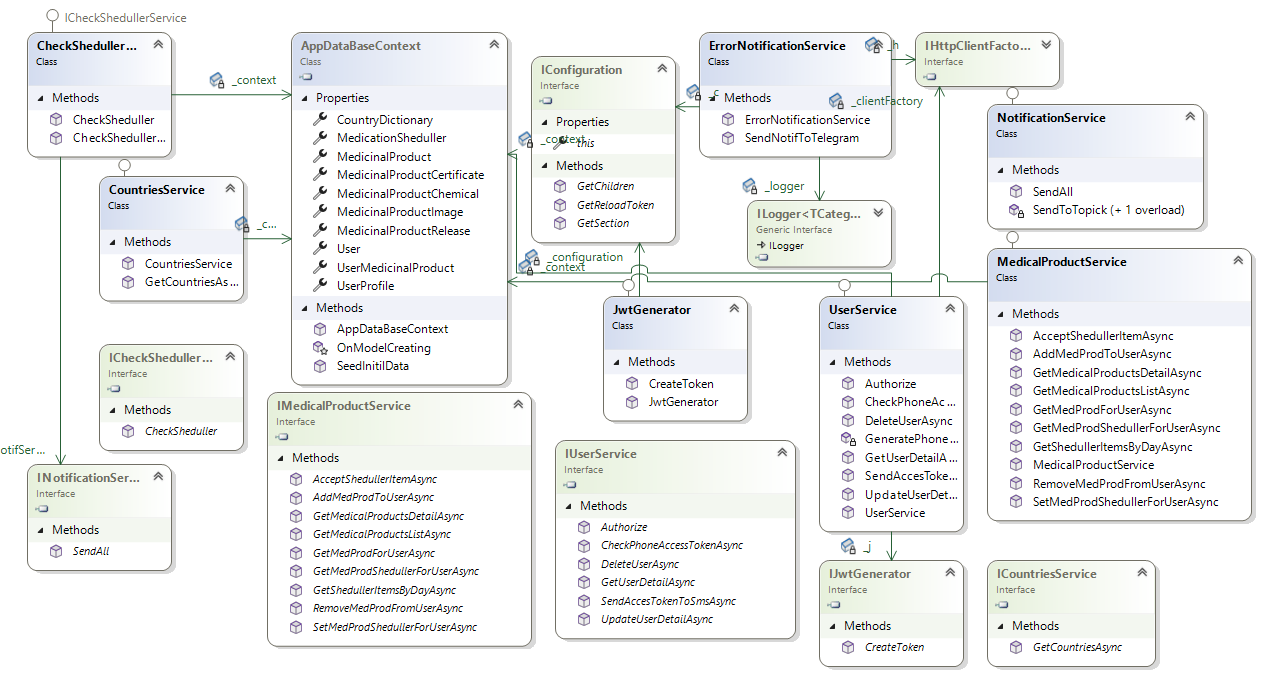 ICheckShedullerService
CheckSheduller...
Class
Methods
CheckSheduller
CheckSheduller...
_context
AppDataBaseContext
Class
Properties
CountryDictionary
MedicationSheduller
MedicinalProduct
MedicinalProductCertificate
MedicinalProductChemical
MedicinalProductImage
MedicinalProductRelease
User
UserMedicinalProduct
UserProfile
Methods
AppDataBaseContext
OnModelCreating
SeedInitilData
IConfiguration
Interface
Properties
this
Methods
GetChildren
GetReloadToken
GetSection
_context
ErrorNotificationService
Class
Methods
ErrorNotificationService
SendNotifToTelegram
_h
_c
_clientFactory
IHttpClientFacto...
Interface
NotificationService
Class
Methods
SendAll
SendToTopick (+ 1 overload)
_logger
ILogger<TCateg...
Generic Interface
ILogger
CountriesService
Class
Methods
CountriesService
GetCountriesAs...
_c...
_configuration
_context
MedicalProductService
Class
Methods
AcceptShedullerItemAsync
AddMedProdToUserAsync
GetMedicalProductsDetailAsync
GetMedicalProductsListAsync
GetMedProdForUserAsync
GetMedProdShedullerForUserAsync
GetShedullerItemsByDayAsync
MedicalProductService
RemoveMedProdFromUserAsync
SetMedProdShedullerForUserAsync
JwtGenerator
Class
Methods
CreateToken
JwtGenerator
UserService
Class
Methods
Authorize
CheckPhoneAc...
DeleteUserAsync
GeneratePhone...
GetUserDetailA...
SendAccesToke...
UpdateUserDet...
UserService
ICheckSheduller...
Interface
Methods
CheckSheduller
IMedicalProductService
Interface
Methods
AcceptShedullerItemAsync
AddMedProdToUserAsync
GetMedicalProductsDetailAsync
GetMedicalProductsListAsync
GetMedProdForUserAsync
GetMedProdShedullerForUserAsync
GetShedullerItemsByDayAsync
RemoveMedProdFromUserAsync
SetMedProdShedullerForUserAsync
IUserService
Interface
Methods
Authorize
CheckPhoneAccessTokenAsync
DeleteUserAsync
GetUserDetailAsync
SendAccesTokenToSmsAsync
UpdateUserDetailAsync
otifSer...
INotificationSer...
Interface
Methods
SendAll
_j
IJwtGenerator
Interface
Methods
CreateToken
ICountriesService
Interface
Methods
GetCountriesAsync